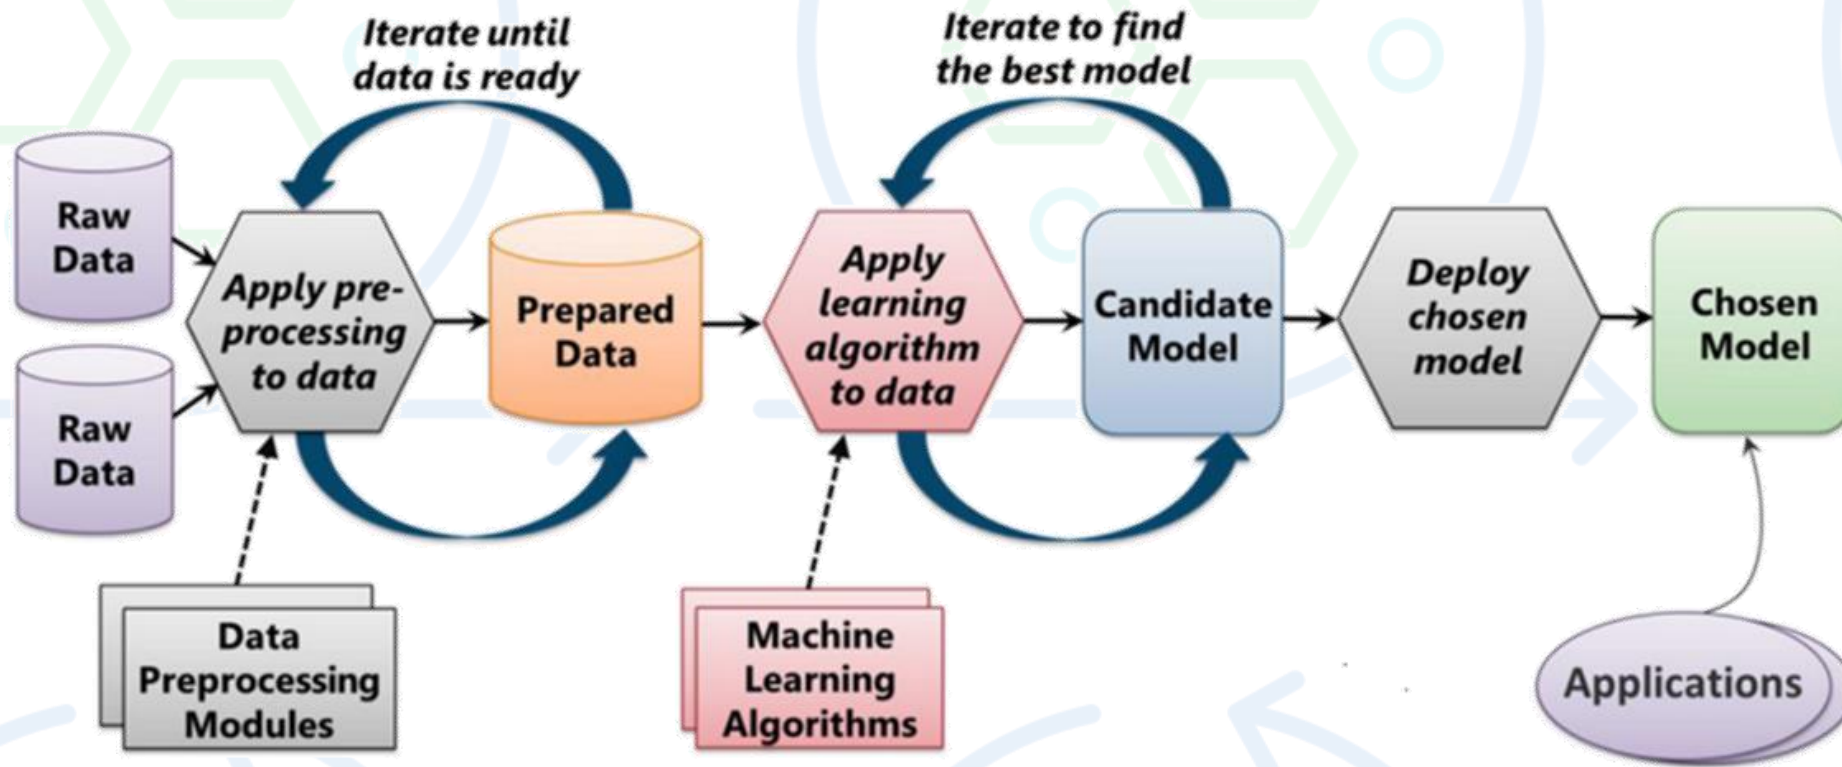 Iterate until
data is ready
Iterate to find
the best model
Raw
Data
Raw
Data
Apply pre-
processing
to data
Prepared
Data
Apply
learning
algorithm
to data
Candidate
Model
Deploy
chosen
model
Chosen
Model
Data
Preprocessing
Modules
Machine
Learning
Algorithms
Applications